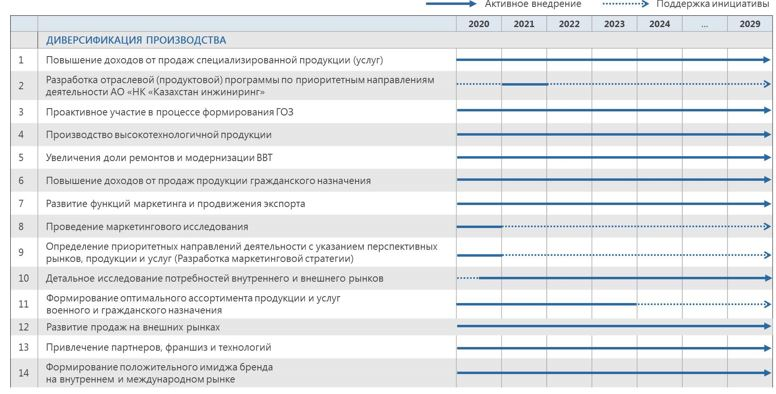 Активное внедрение Поддержка инициативы
2020 2021 2022 2023 2024 ... 2029
ДИВЕРСИФИКАЦИЯ ПРОИЗВОДСТВА
1 Повышение доходов от продаж специализированной продукции (услуг)
2 Разработка отраслевой (продуктовой) программы по приоритетным направлениям
деятельности АО «НК «Казахстан инжиниринг»
3 Проактивное участие в процессе формирования ГОЗ
4 Производство высокотехнологичной продукции
5 Увеличения доли ремонтов и модернизации ВВТ
6 Повышение доходов от продаж продукции гражданского назначения
7 Развитие функций маркетинга и продвижения экспорта
8 Проведение маркетингового исследования
9 Определение приоритетных направлений деятельности с указанием перспективных
рынков, продукции и услуг (Разработка маркетинговой стратегии)
10 Детальное исследование потребностей внутреннего и внешнего рынков
11 Формирование оптимального ассортимента продукции и услуг
военного и гражданского назначения
12 Развитие продаж на внешних рынках
13 Привлечение партнеров, франшиз и технологий
14 Формирование положительного имиджа бренда
на внутреннем и международном рынке